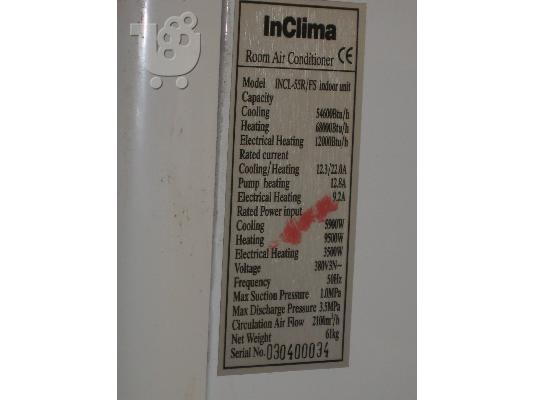 InClima
Room Air Conditioner CE
Model INCL-55R/FS indoor unit
Capacity
Cooling 54600Btu/h
Heating 68000Btu/h
Electrical Heating 12000Btu/h
Rated current
Cooling/Heating 12.3/22.0A
Pump heating 12.8A
Electrical Heating 9.2A
Rated Power input
Cooling 5900W
Heating 9500W
Electrical Heating 3500W
Voltage 380V3N~
Frequency 50Hz
Max Suction Pressure 1.0MPa
Max Discharge Pressure 3.5MPa
Circulation Air Flow 2100m³/h
Net Weight 61kg
Serial No. 030400034